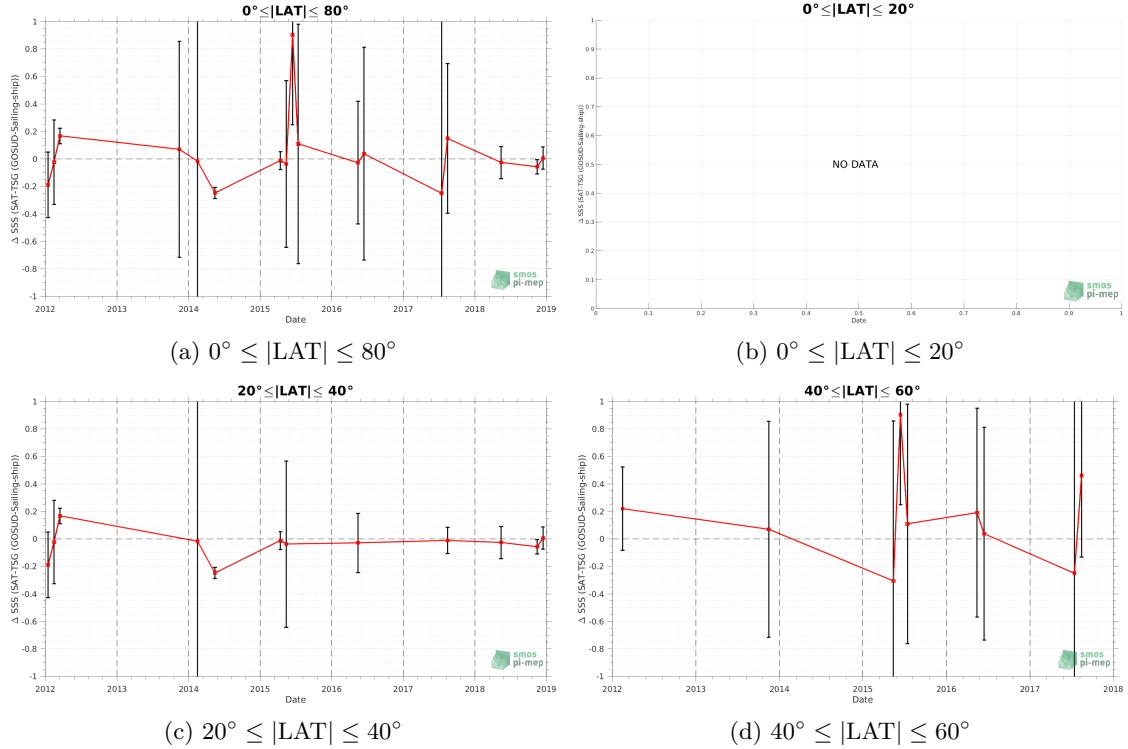 0°≤|LAT|≤ 80°
Δ SSS (SAT-TSG (GOSUD-Sailing-ship))
1
0.8
0.6
0.4
0.2
0
-0.2
-0.4
-0.6
-0.8
-1
2012 2013 2014 2015 2016 2017 2018 2019
Date
smos
pi-mep
(a) 0° ≤ |LAT| ≤ 80°
0°≤|LAT|≤ 20°
Δ SSS (SAT-TSG (GOSUD-Sailing-ship))
1
0.9
0.8
0.7
0.6
0.5
0.4
0.3
0.2
0.1
0
NO DATA
0 0.1 0.2 0.3 0.4 0.5 0.6 0.7 0.8 0.9 1
Date
smos
pi-mep
(b) 0° ≤ |LAT| ≤ 20°
20°≤|LAT|≤ 40°
Δ SSS (SAT-TSG (GOSUD-Sailing-ship))
1
0.8
0.6
0.4
0.2
0
-0.2
-0.4
-0.6
-0.8
-1
2012 2013 2014 2015 2016 2017 2018 2019
Date
smos
pi-mep
(c) 20° ≤ |LAT| ≤ 40°
40°≤|LAT|≤ 60°
Δ SSS (SAT-TSG (GOSUD-Sailing-ship))
1
0.8
0.6
0.4
0.2
0
-0.2
-0.4
-0.6
-0.8
-1
2012 2013 2014 2015 2016 2017 2018
Date
smos
pi-mep
(d) 40° ≤ |LAT| ≤ 60°